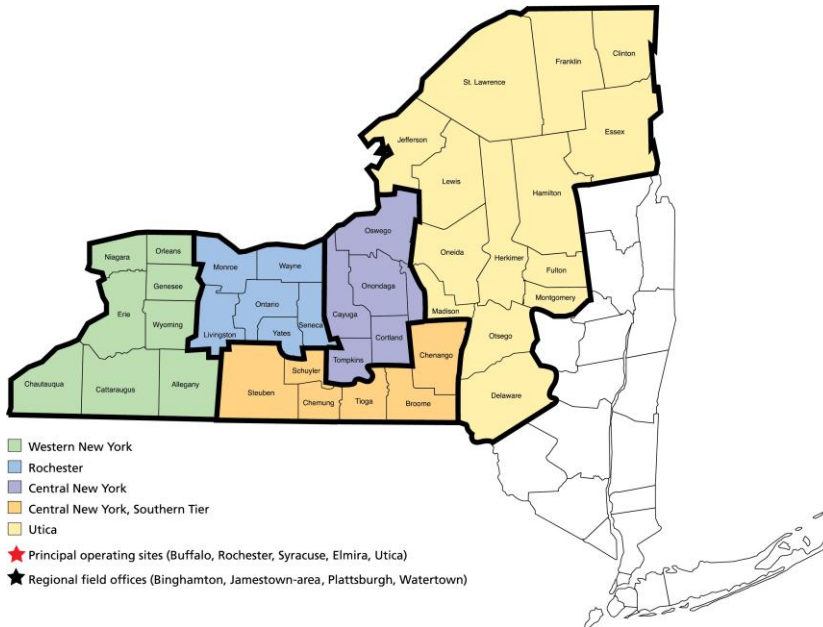 Clinton
Franklin
St. Lawrence
Essex
Jefferson
Lewis
Hamilton
Oswego
Orleans
Niagara
Monroe
Wayne
Oneida
Herkimer
Fulton
Genesee
Onondaga
Montgomery
Ontario
Erie
Madison
Cayuga
Seneca
Wyoming
Livingston
Yates
Cortland
Otsego
Tompkins
Chenango
Schuyler
Chautauqua
Cattaraugus
Allegany
Steuben
Chemung
Tioga
Broome
Delaware
Western New York
Rochester
Central New York
Central New York, Southern Tier
Utica
Principal operating sites (Buffalo, Rochester, Syracuse, Elmira, Utica)
Regional field offices (Binghamton, Jamestown-area, Plattsburgh, Watertown)